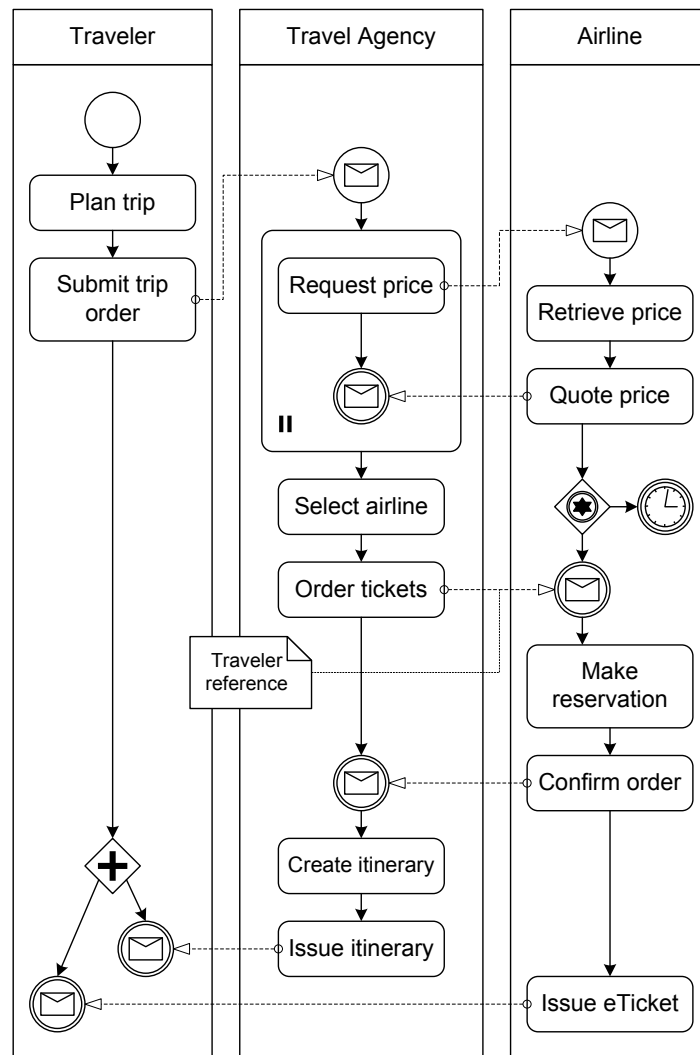 Traveler
Travel Agency
Airline
Plan trip
Submit trip
order
Request price
Retrieve price
Quote price
Select airline
Order tickets
Traveler
reference
Make
reservation
Confirm order
Create itinerary
Issue itinerary
Issue eTicket